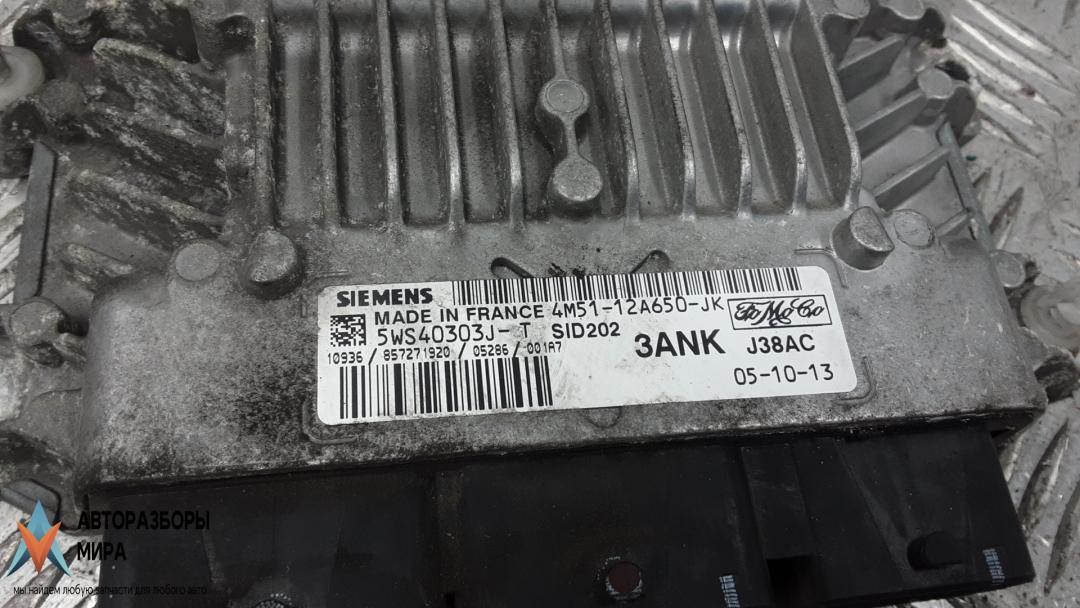 SIEMENS
MADE IN FRANCE 4M51-12A650-JK
FoMoCo
5WS40303J-T SID202
3ANK J38AC
10936 / 857271920 / 05286 / 001A7
05-10-13
АВТОРАЗБОРЫ
МИРА
мы найдем любую запчасти для любого авто